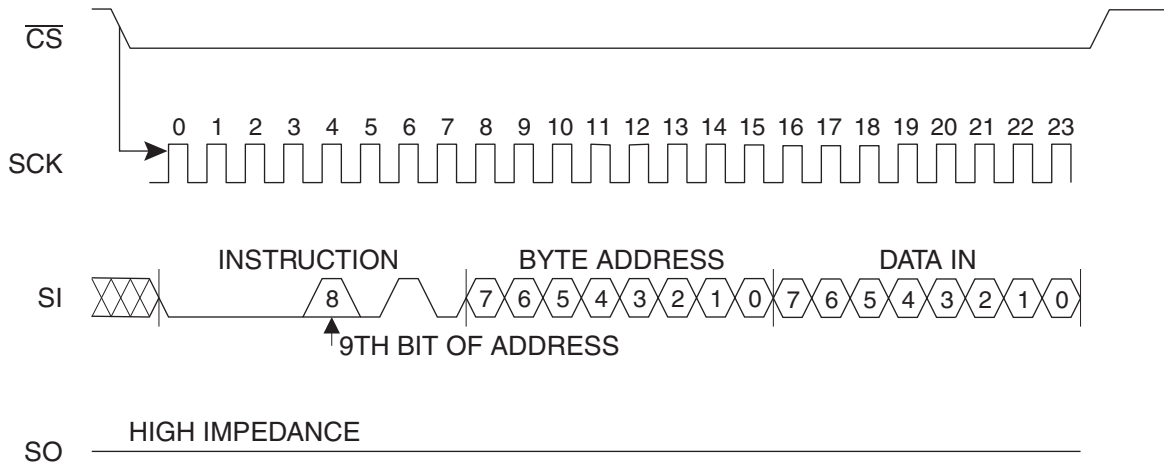 CS
0 1 2 3 4 5 6 7 8 9 10 11 12 13 14 15 16 17 18 19 20 21 22 23
SCK
INSTRUCTION BYTE ADDRESS DATA IN
SI 8 7 6 5 4 3 2 1 0 7 6 5 4 3 2 1 0
9TH BIT OF ADDRESS
HIGH IMPEDANCE
SO